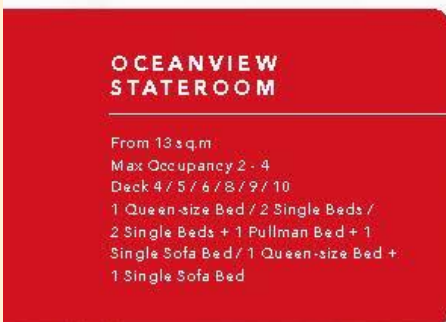 OCEANVIEW
STATEROOM
From 13 sq.m
Max Occupancy 2 - 4
Deck 4 / 5 / 6 / 8 / 9 / 10
1 Queen-size Bed / 2 Single Beds /
2 Single Beds + 1 Pullman Bed + 1
Single Sofa Bed / 1 Queen-size Bed +
1 Single Sofa Bed